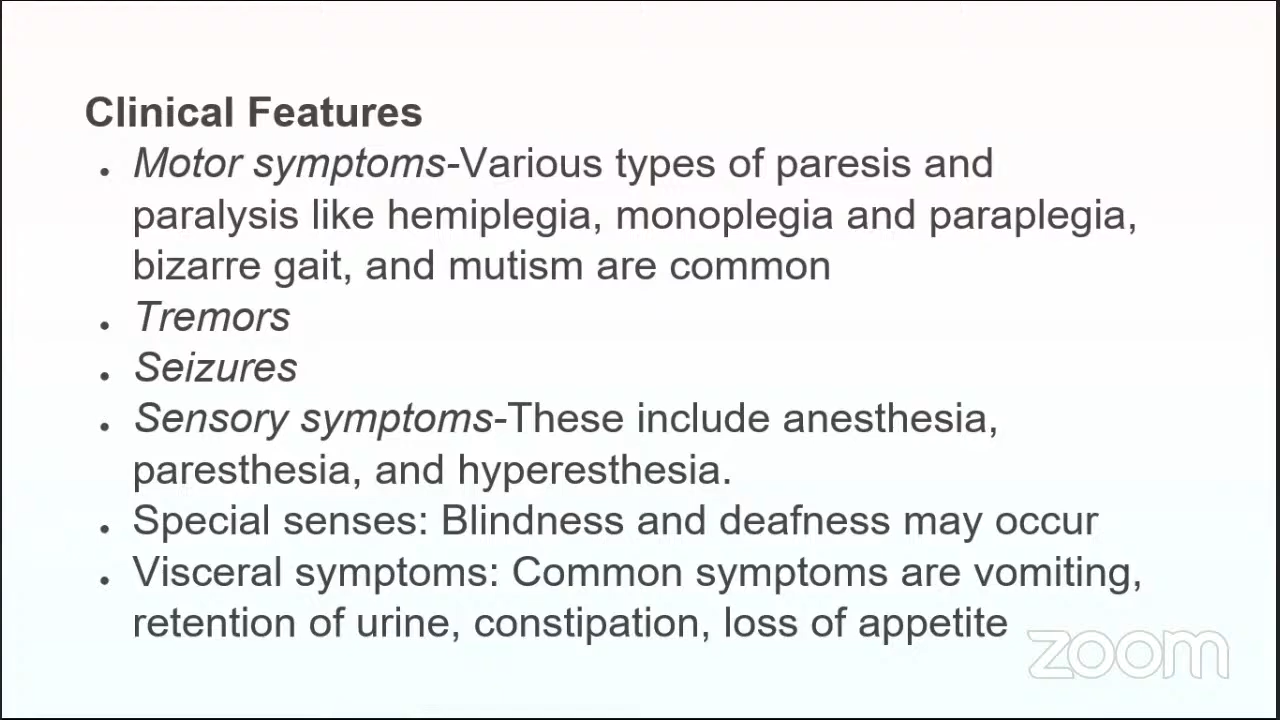 Clinical Features
• Motor symptoms-Various types of paresis and
paralysis like hemiplegia, monoplegia and paraplegia,
bizarre gait, and mutism are common
• Tremors
• Seizures
• Sensory symptoms-These include anesthesia,
paresthesia, and hyperesthesia.
• Special senses: Blindness and deafness may occur
• Visceral symptoms: Common symptoms are vomiting,
retention of urine, constipation, loss of appetite
zoom